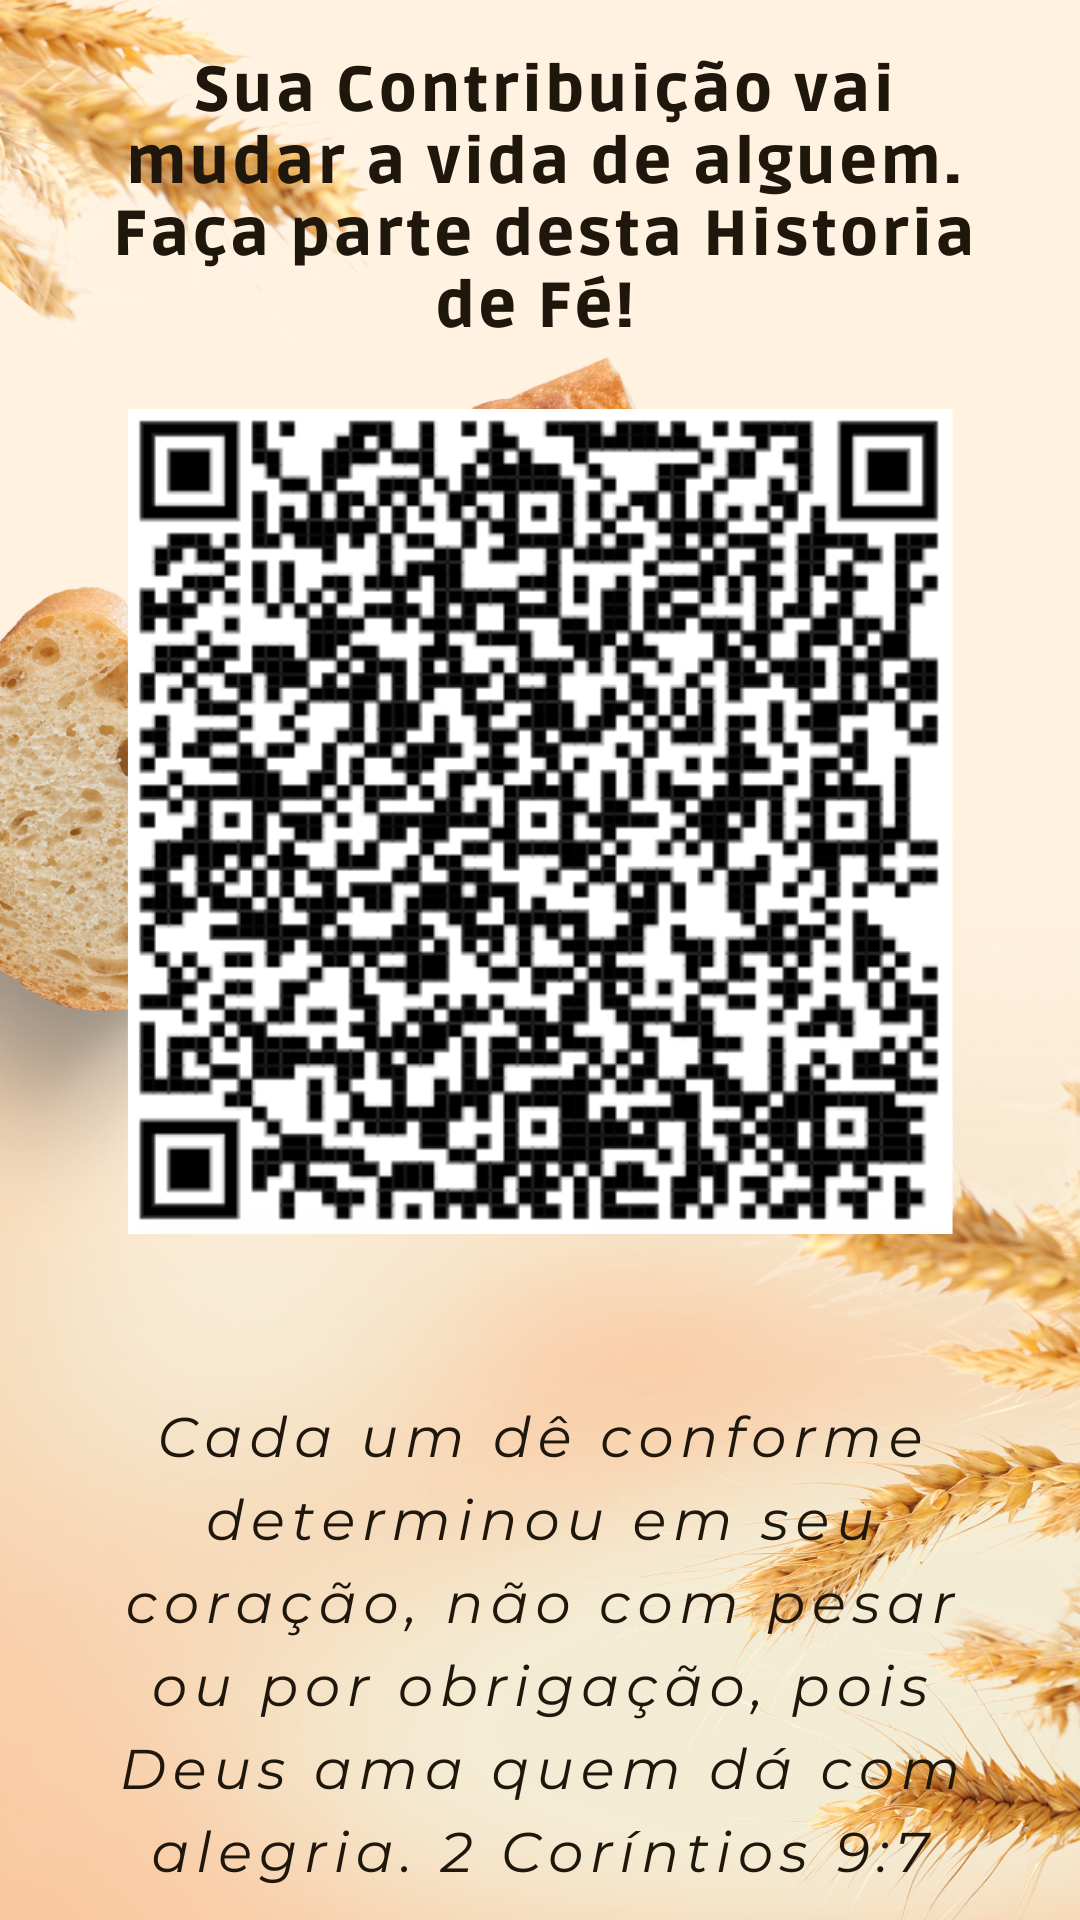 Sua Contribuição vai
mudar a vida de alguem.
Faça parte desta Historia
de Fé!
Cada um dê conforme
determinou em seu
coração, não com pesar
ou por obrigação, pois
Deus ama quem dá com
alegria. 2 Coríntios 9:7